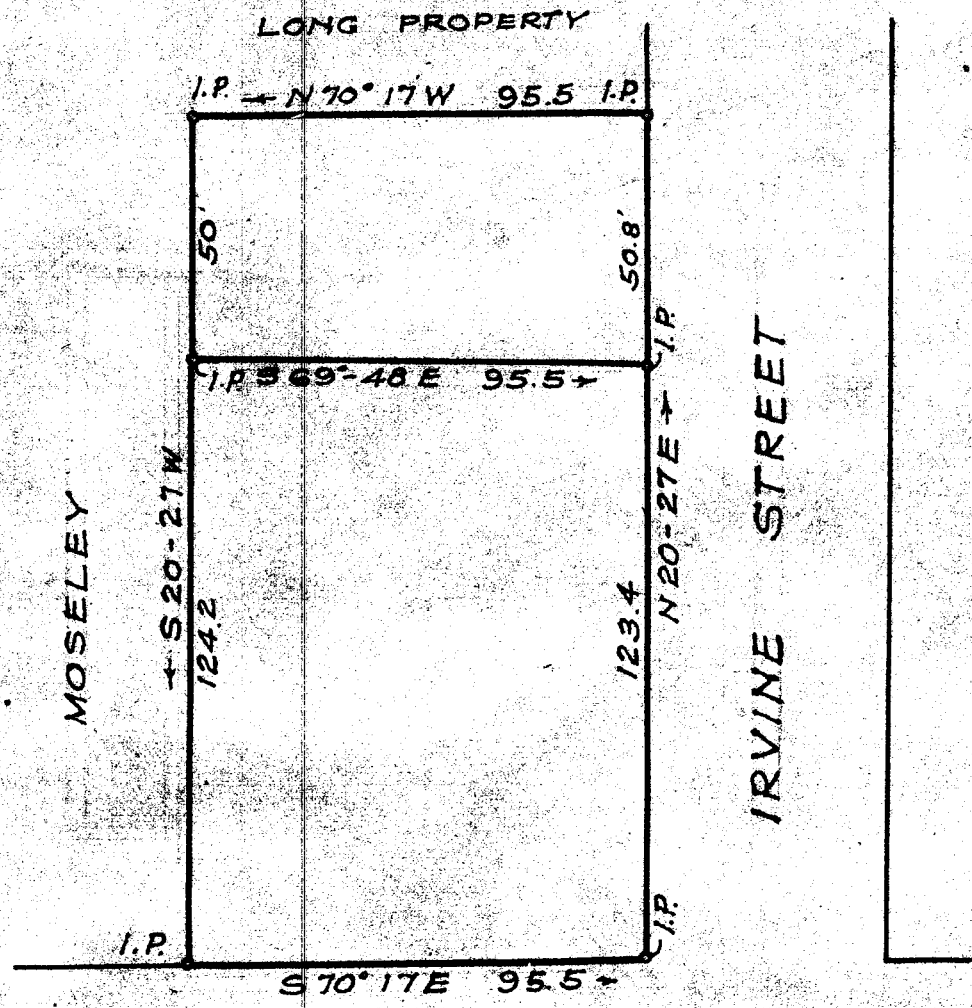 LONG PROPERTY
I.P. ← N 70° 17' W 95.5 I.P.
50'
50.8'
I.P.
I.P. S 69°-48 E 95.5 →
MOSELEY
← S 20-27 W
124.2
123.4
N 20-27 E →
IRVINE STREET
I.P.
I.P.
S 70° 17 E 95.5 →